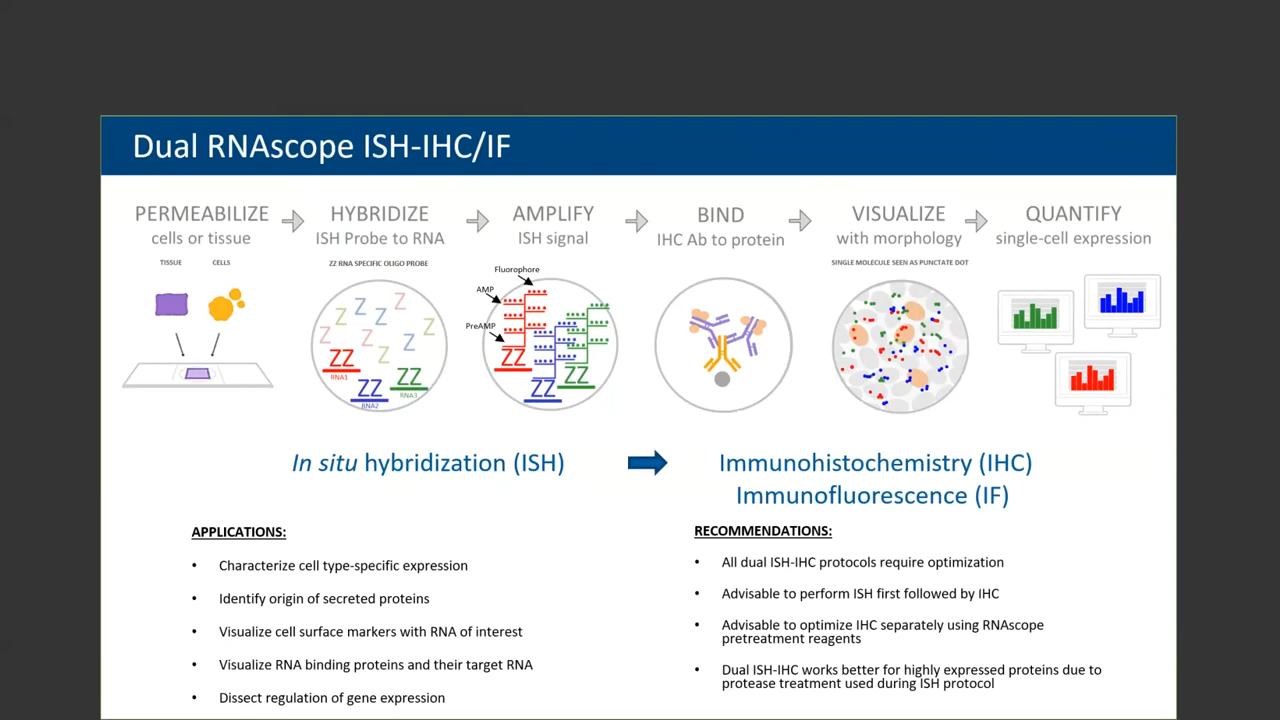 Dual RNAscope ISH-IHC/IF
PERMEABILIZE
cells or tissue
TISSUE CELLS
HYBRIDIZE
ISH Probe to RNA
ZZ RNA SPECIFIC OLIGO PROBE
Z Z Z Z Z Z Z Z Z Z
ZZ
RNA1
ZZ
RNA2
ZZ
RNA3
AMPLIFY
ISH signal
Fluorophore
AMP
PreAMP
ZZ
ZZ
ZZ
BIND
IHC Ab to protein
VISUALIZE
with morphology
SINGLE MOLECULE SEEN AS PUNCTATE DOT
QUANTIFY
single-cell expression
In situ hybridization (ISH)
Immunohistochemistry (IHC)
Immunofluorescence (IF)
APPLICATIONS:
• Characterize cell type-specific expression
• Identify origin of secreted proteins
• Visualize cell surface markers with RNA of interest
• Visualize RNA binding proteins and their target RNA
• Dissect regulation of gene expression
RECOMMENDATIONS:
• All dual ISH-IHC protocols require optimization
• Advisable to perform ISH first followed by IHC
• Advisable to optimize IHC separately using RNAscope
pretreatment reagents
• Dual ISH-IHC works better for highly expressed proteins due to
protease treatment used during ISH protocol